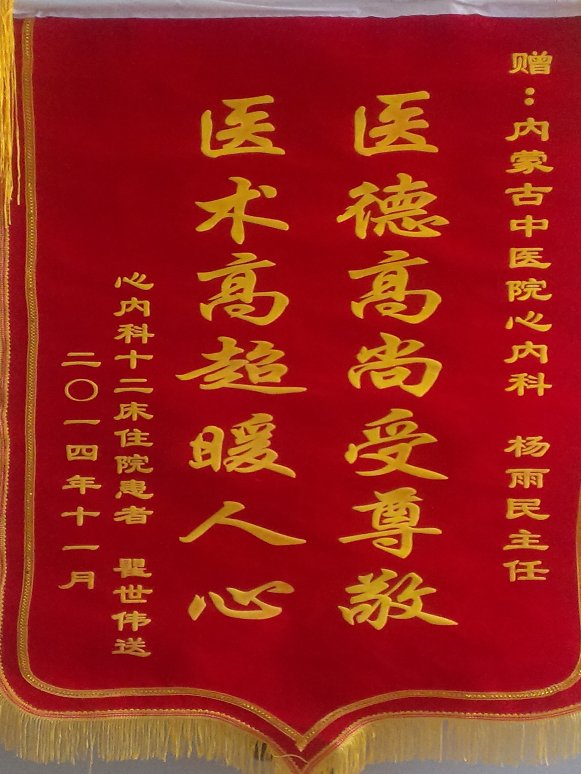 赠：内蒙古中医院心内科 杨雨民主任
医德高尚受尊敬
医术高超暖人心
心内科十二床住院患者 瞿世伟送
二〇一四年十一月